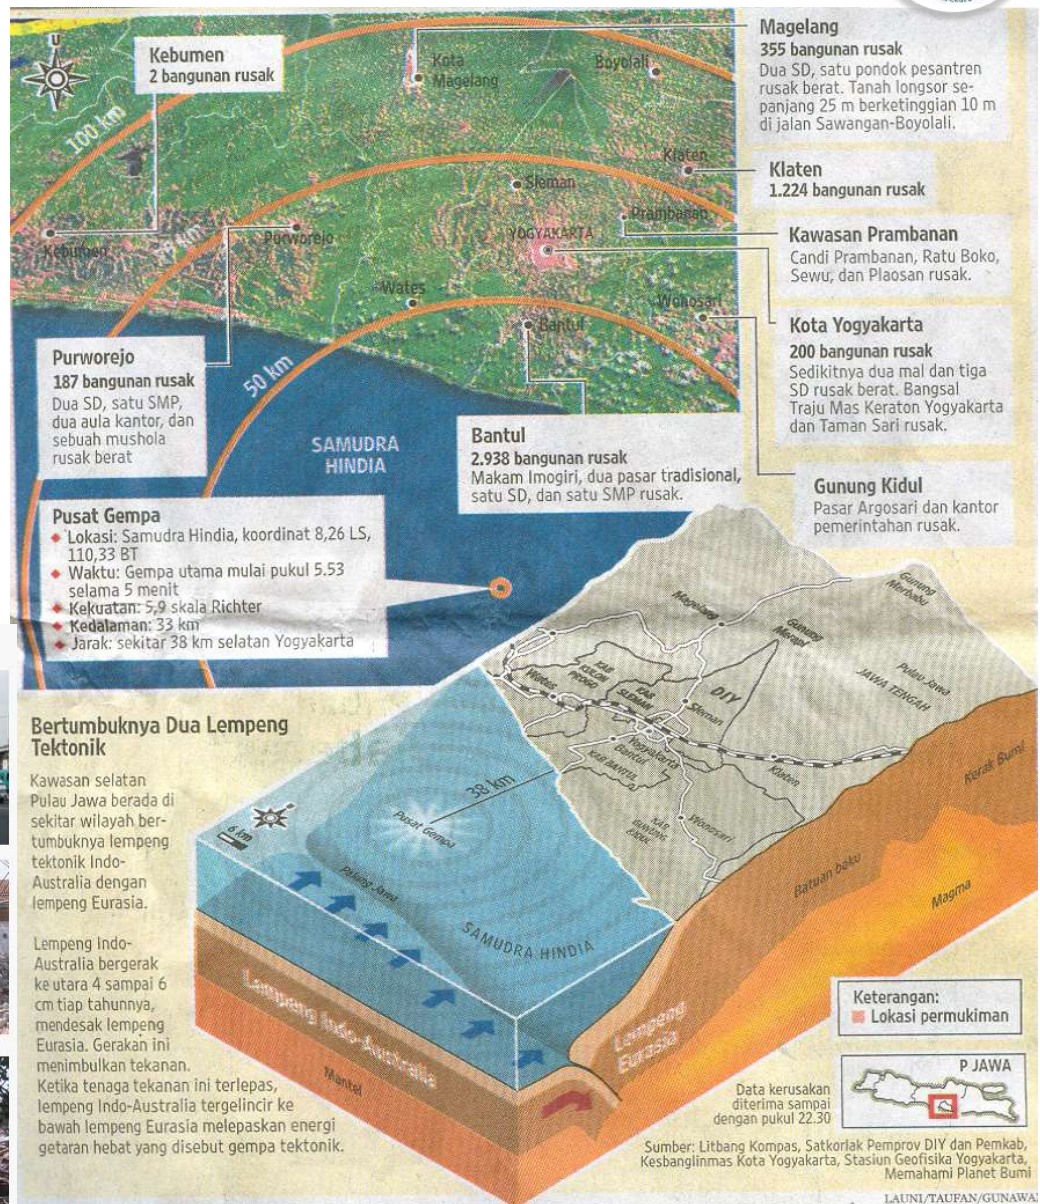 U
Kebumen
2 bangunan rusak
Kota
Magelang
Boyolali
100 km
Klaten
Sleman
Prambanan
YOGYAKARTA
Kebumen
Purworejo
km
Wates
Wonosari
Bantul
50 km
Magelang
355 bangunan rusak
Dua SD, satu pondok pesantren
rusak berat. Tanah longsor se-
panjang 25 m berketinggian 10 m
di jalan Sawangan-Boyolali.
Klaten
1.224 bangunan rusak
Kawasan Prambanan
Candi Prambanan, Ratu Boko,
Sewu, dan Plaosan rusak.
Kota Yogyakarta
200 bangunan rusak
Sedikitnya dua mal dan tiga
SD rusak berat. Bangsal
Traju Mas Keraton Yogyakarta
dan Taman Sari rusak.
Gunung Kidul
Pasar Argosari dan kantor
pemerintahan rusak.
Purworejo
187 bangunan rusak
Dua SD, satu SMP,
dua aula kantor, dan
sebuah mushola
rusak berat
SAMUDRA
HINDIA
Bantul
2.938 bangunan rusak
Makam Imogiri, dua pasar tradisional,
satu SD, dan satu SMP rusak.
Pusat Gempa
Lokasi: Samudra Hindia, koordinat 8,26 LS,
110,33 BT
Waktu: Gempa utama mulai pukul 5.53
selama 5 menit
Kekuatan: 5,9 skala Richter
Kedalaman: 33 km
Jarak: sekitar 38 km selatan Yogyakarta
Gunung
Merbabu
Magelang
Gunung
Merapi
Pulau Jawa
JAWA TENGAH
Wates
KAB
KULON
PROGO
KAB
SLEMAN
DIY
Sleman
Yogyakarta
Bantul
KAB BANTUL
Klaten
KAB
GUNUNG
KIDUL
Wonosari
Kerak Bumi
Batuan beku
Magma
38 km
Pusat Gempa
6 km
Palung Jawa
SAMUDRA HINDIA
Lempeng Indo-Australia
Lempeng
Eurasia
Mantel
Bertumbuknya Dua Lempeng
Tektonik
Kawasan selatan
Pulau Jawa berada di
sekitar wilayah ber-
tumbuknya lempeng
tektonik Indo-
Australia dengan
lempeng Eurasia.
Lempeng Indo-
Australia bergerak
ke utara 4 sampai 6
cm tiap tahunnya,
mendesak lempeng
Eurasia. Gerakan ini
menimbulkan tekanan.
Ketika tenaga tekanan ini terlepas,
lempeng Indo-Australia tergelincir ke
bawah lempeng Eurasia melepaskan energi
getaran hebat yang disebut gempa tektonik.
Keterangan:
Lokasi permukiman
P JAWA
Data kerusakan
diterima sampai
dengan pukul 22.30
Sumber: Litbang Kompas, Satkorlak Pemprov DIY dan Pemkab,
Kesbanglinmas Kota Yogyakarta, Stasiun Geofisika Yogyakarta,
Memahami Planet Bumi
LAUNI/TAUFAN/GUNAWAN